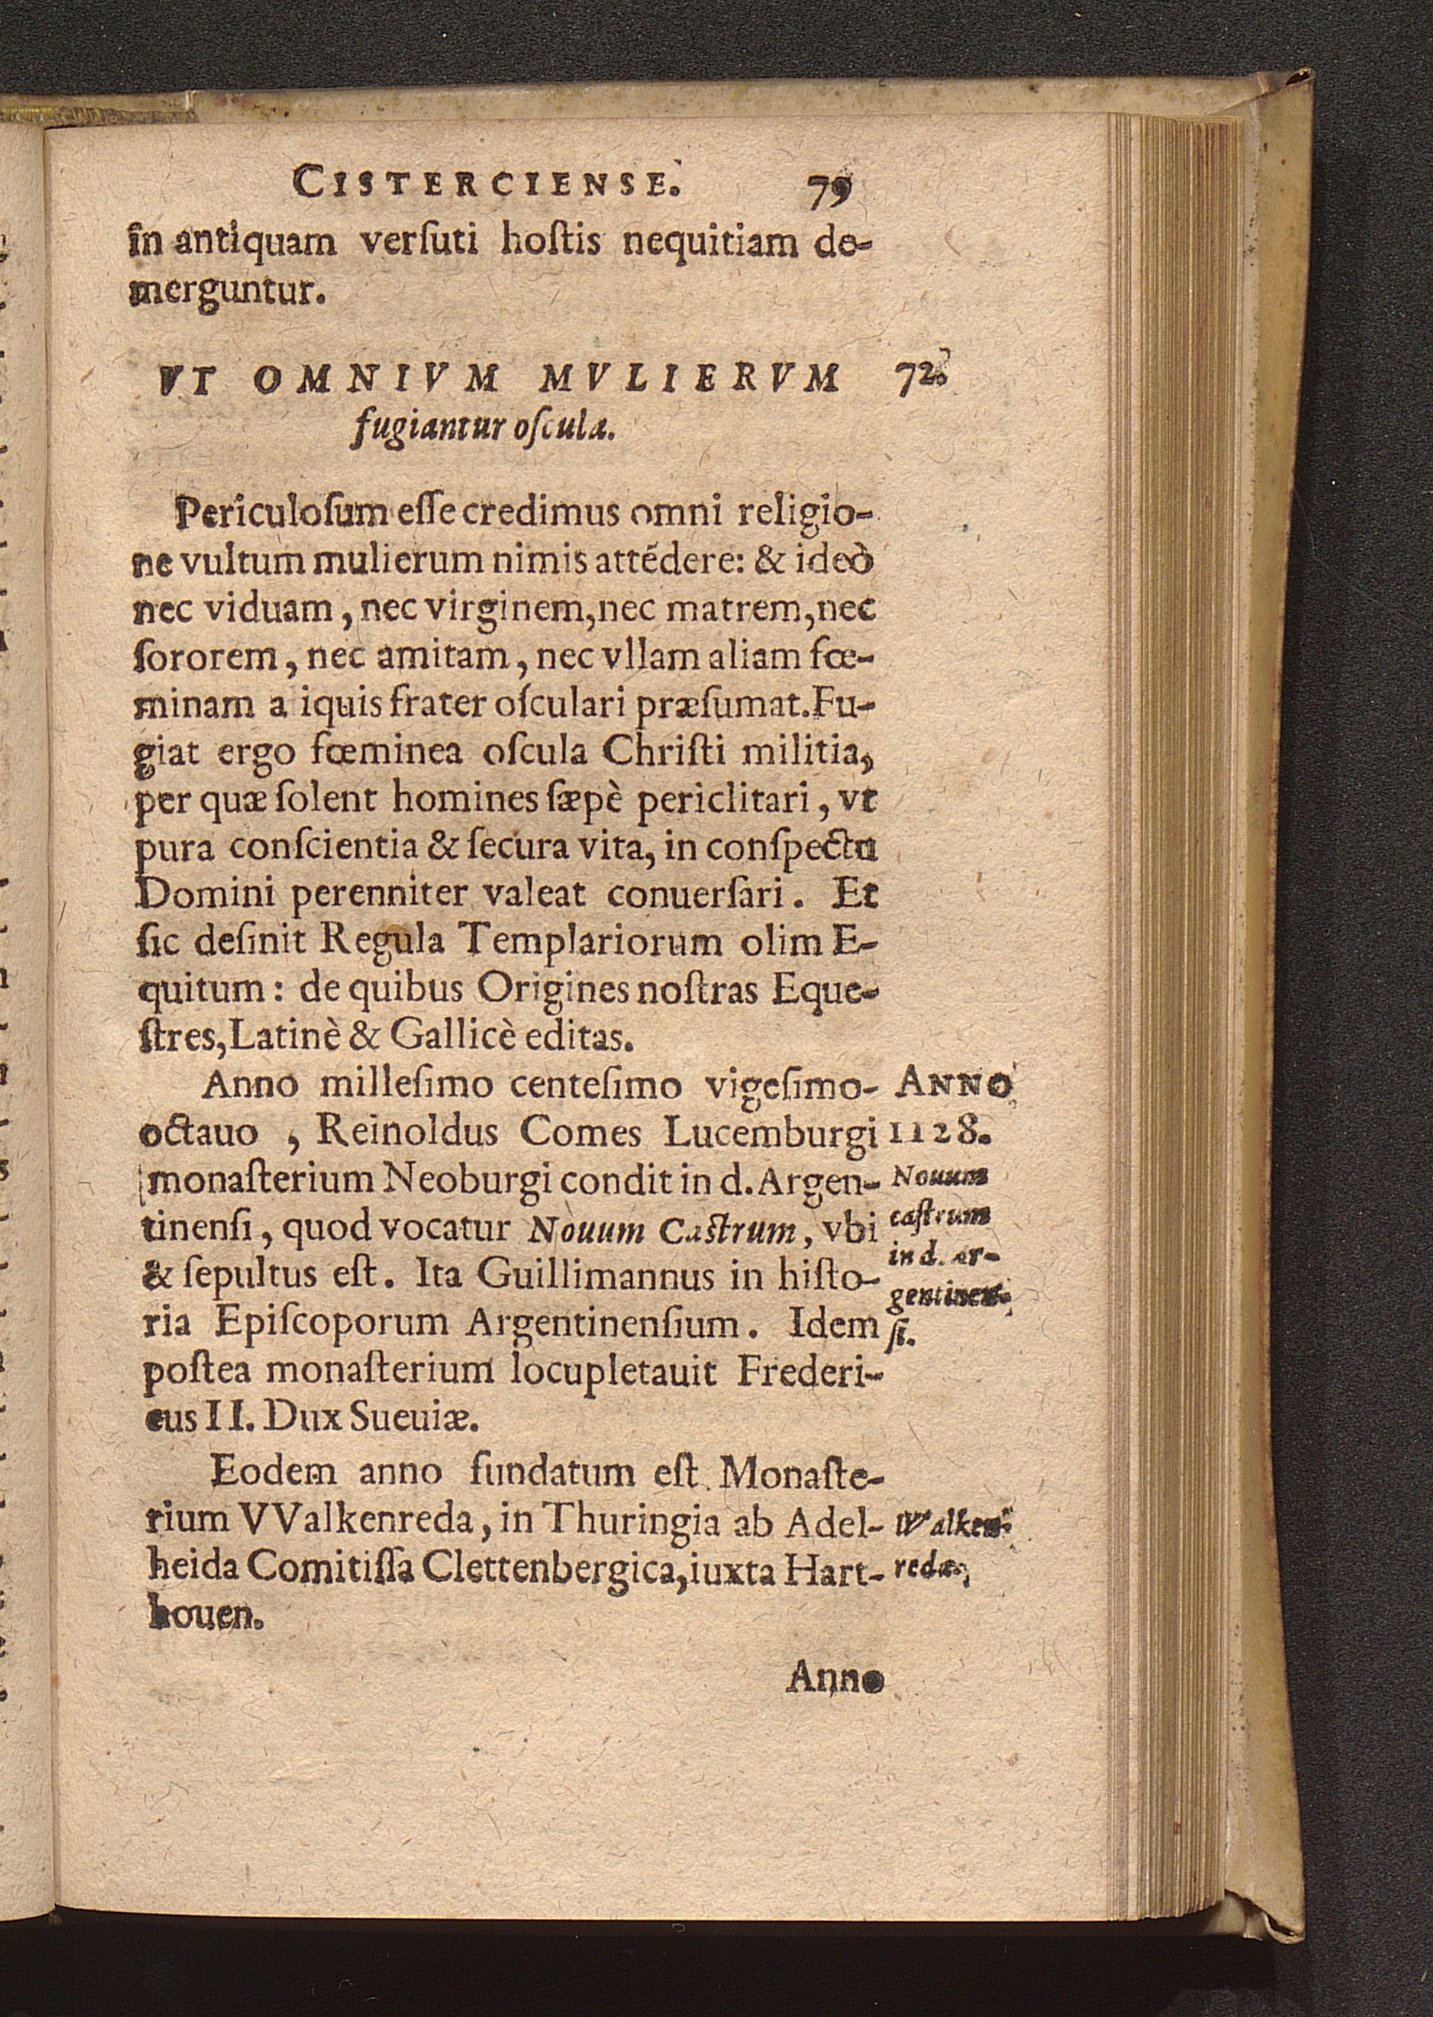 CISTERCIENSE. 79
in antiquam verſuti hoſtis nequitiam de-
merguntur.
VT OMNIVM MVLIERVM 72.
fugiantur oſcula.
Periculoſum eſſe credimus omni religio-
ne vultum mulierum nimis attēdere: & ideò
nec viduam, nec virginem, nec matrem, nec
ſororem, nec amitam, nec vllam aliam fœ-
minam a iquis frater oſculari præſumat. Fu-
giat ergo fœminea oſcula Chriſti militia,
per quæ ſolent homines ſæpè periclitari, vt
pura conſcientia & ſecura vita, in conſpectu
Domini perenniter valeat conuerſari. Et
ſic deſinit Regula Templariorum olim E-
quitum: de quibus Origines noſtras Eque-
ſtres, Latinè & Gallicè editas.
Anno milleſimo centeſimo vigeſimo-
octauo, Reinoldus Comes Lucemburgi
monaſterium Neoburgi condit in d. Argen-
tinenſi, quod vocatur Nouum Caſtrum, vbi
& ſepultus eſt. Ita Guillimannus in hiſto-
ria Epiſcoporum Argentinenſium. Idem
poſtea monaſterium locupletauit Frederi-
cus II. Dux Sueuiæ.
ANNO
1128.
Nouum
caſtrum
in d. Ar-
gentinen-
ſi.
Eodem anno fundatum eſt Monaſte-
rium VValkenreda, in Thuringia ab Adel-
heida Comitiſſa Clettenbergica, iuxta Hart-
houen.
Walken-
redæ.
Anno